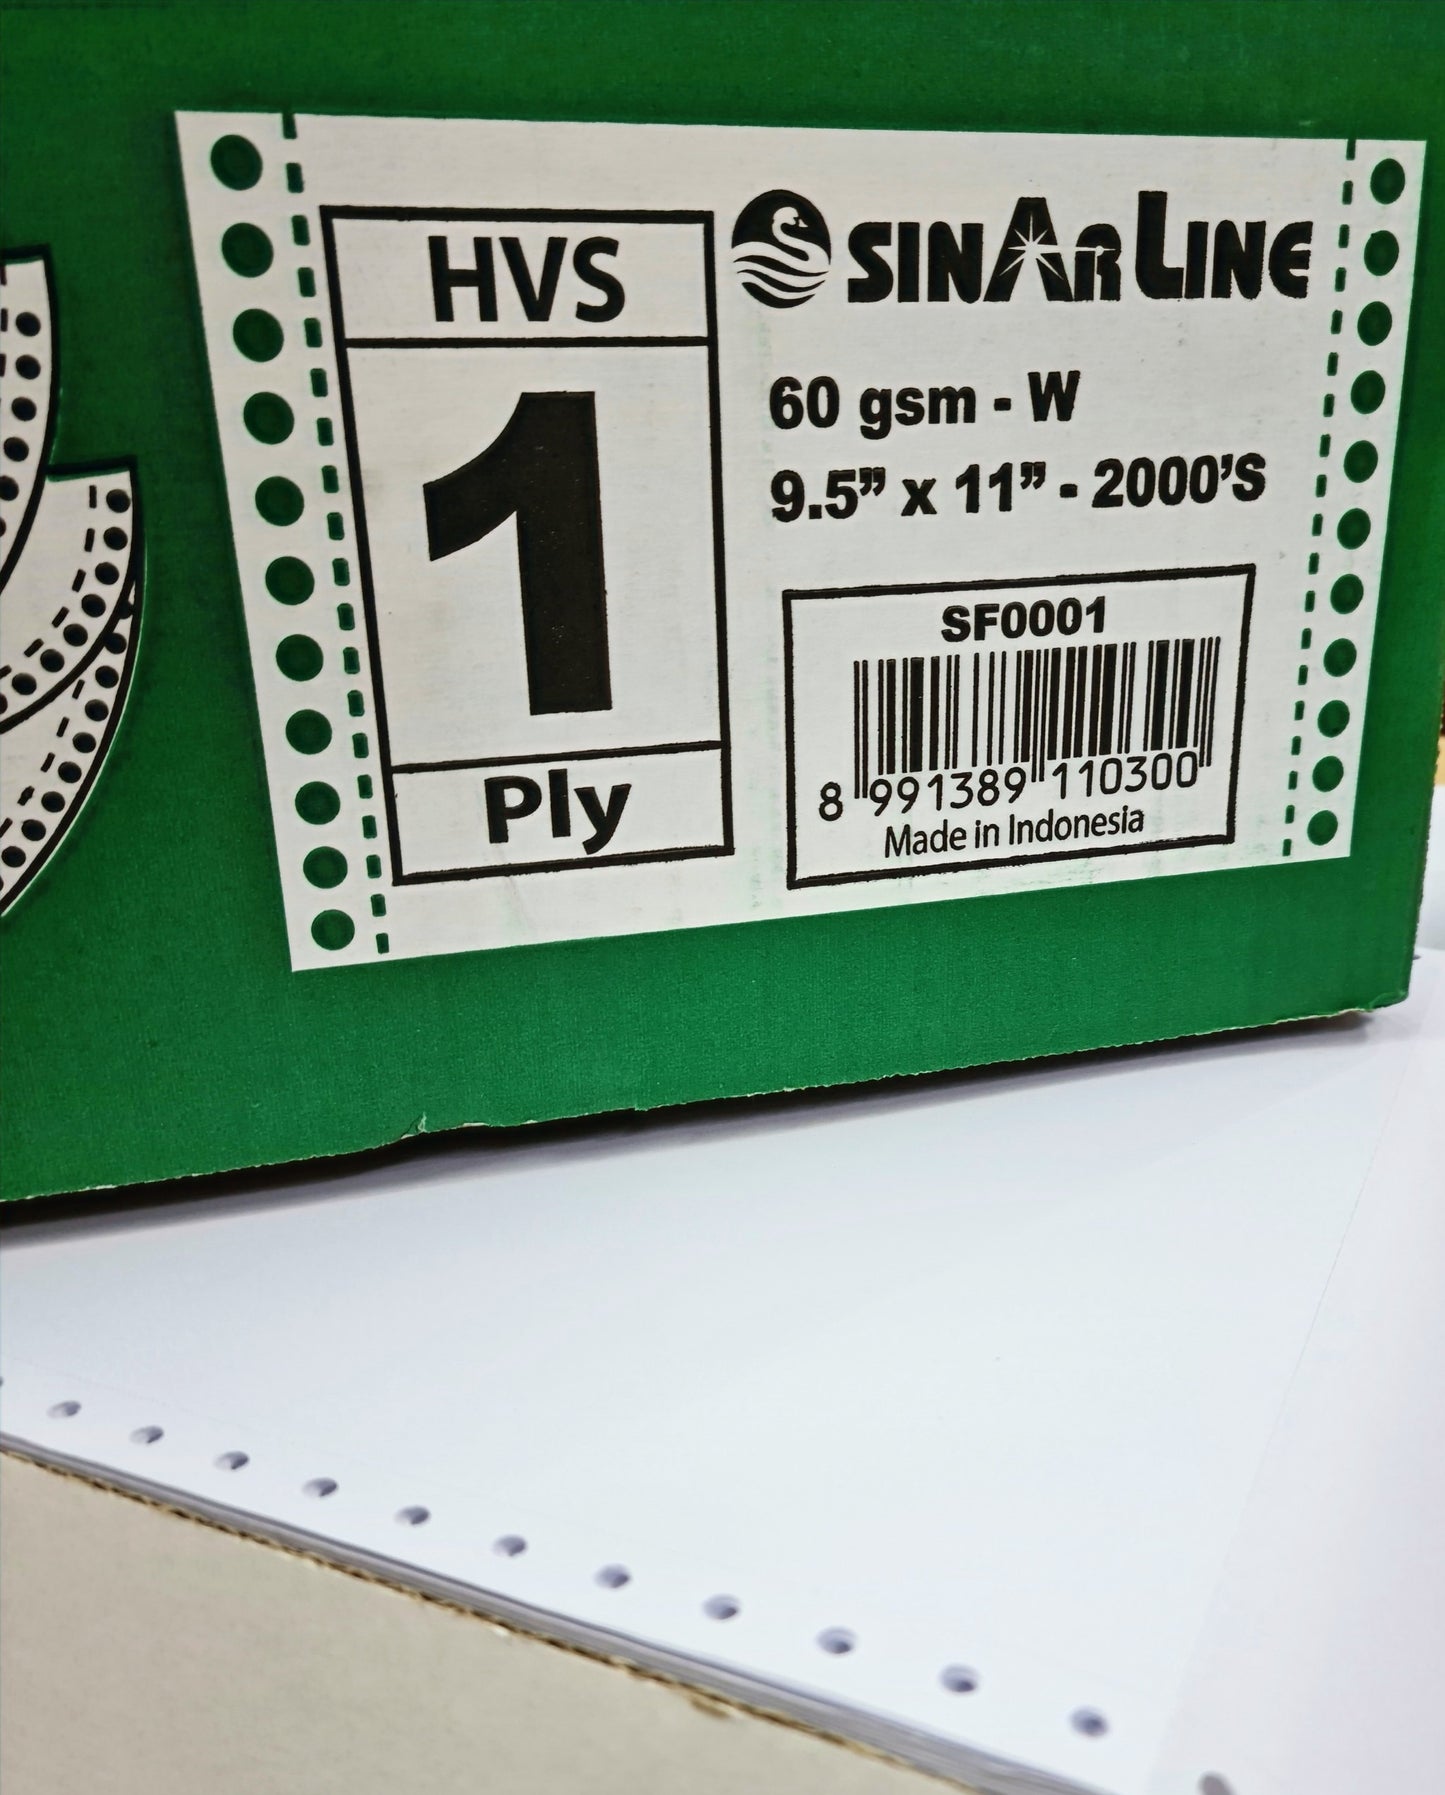 HVS
1
Ply
SINARLINE
60 gsm - W
9.5” x 11” - 2000’S
SF0001
8 991389 110300
Made in Indonesia